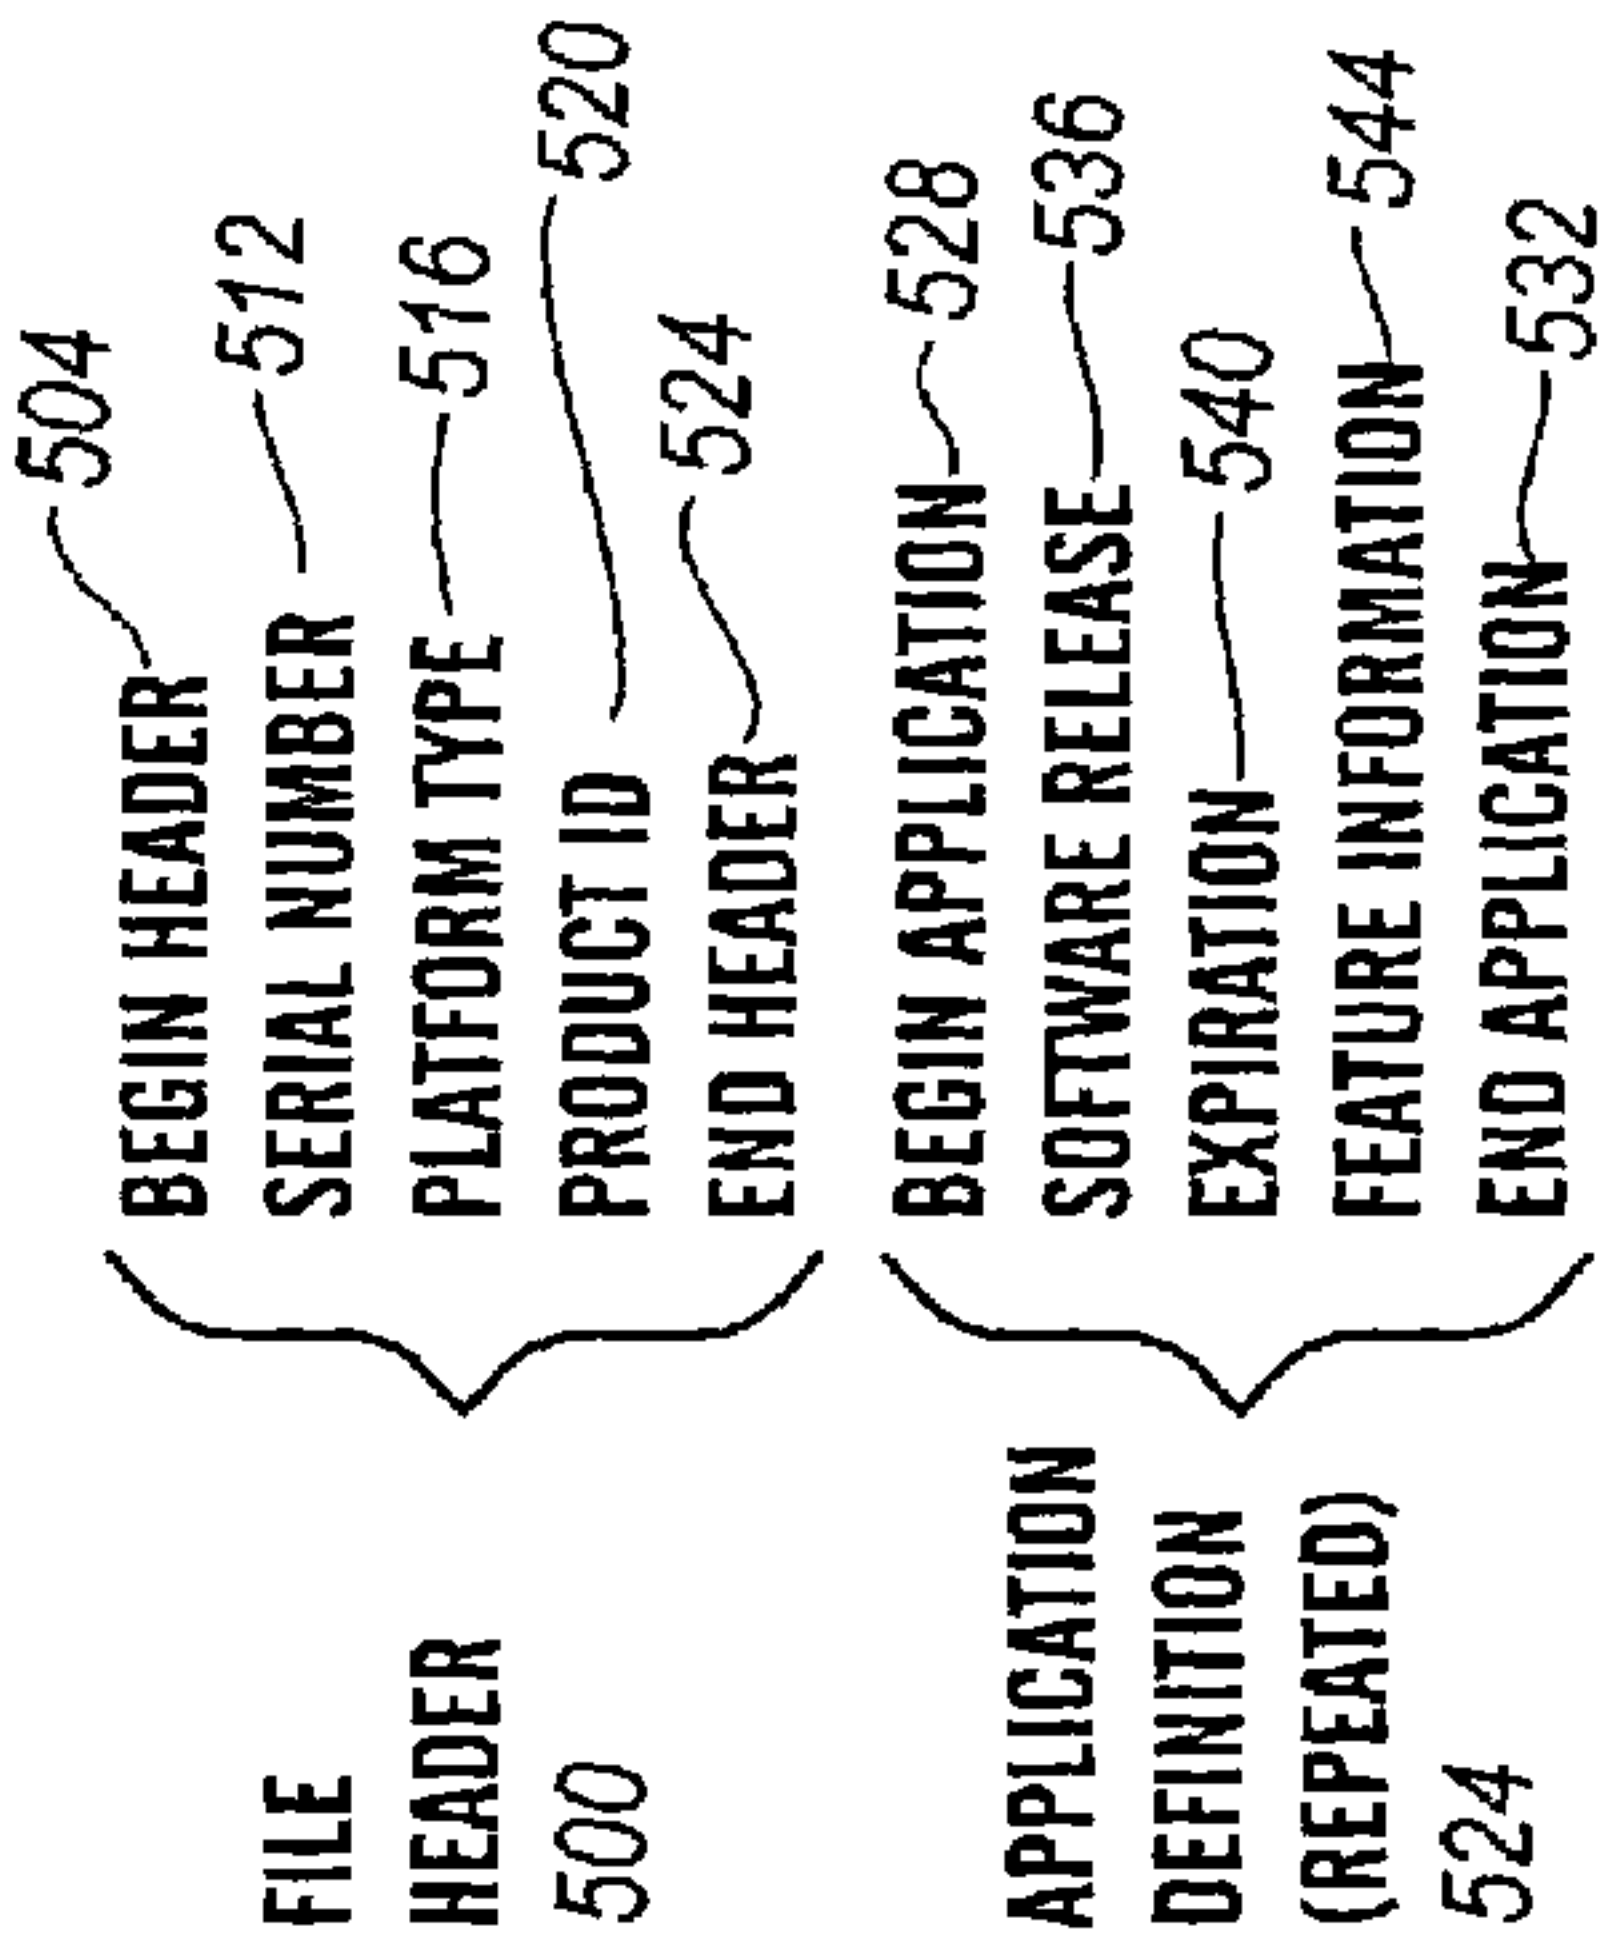 FILE
HEADER
500
BEGIN HEADER 504
SERIAL NUMBER 512
PLATFORM TYPE 516
PRODUCT ID 520
END HEADER 524
APPLICATION
DEFINITION
(REPEATED)
524
BEGIN APPLICATION 528
SOFTWARE RELEASE 536
EXPIRATION 540
FEATURE INFORMATION 544
END APPLICATION 532